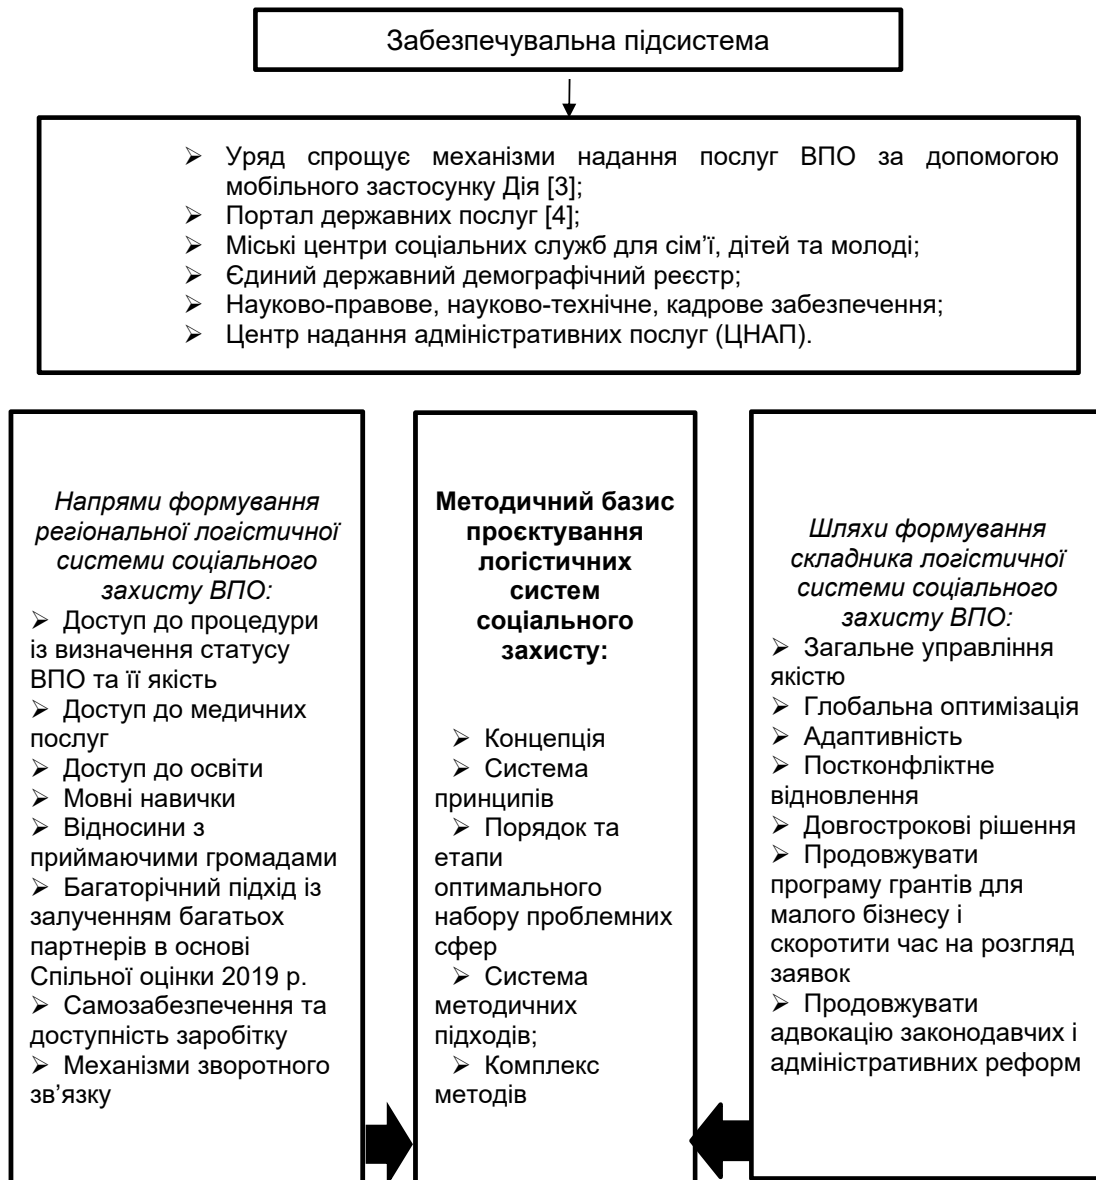 Забезпечувальна підсистема
➢ Уряд спрощує механізми надання послуг ВПО за допомогою
мобільного застосунку Дія [3];
➢ Портал державних послуг [4];
➢ Міські центри соціальних служб для сім’ї, дітей та молоді;
➢ Єдиний державний демографічний реєстр;
➢ Науково-правове, науково-технічне, кадрове забезпечення;
➢ Центр надання адміністративних послуг (ЦНАП).
Напрями формування
регіональної логістичної
системи соціального
захисту ВПО:
➢ Доступ до процедури
із визначення статусу
ВПО та її якість
➢ Доступ до медичних
послуг
➢ Доступ до освіти
➢ Мовні навички
➢ Відносини з
приймаючими громадами
➢ Багаторічний підхід із
залученням багатьох
партнерів в основі
Спільної оцінки 2019 р.
➢ Самозабезпечення та
доступність заробітку
➢ Механізми зворотного
зв’язку
Методичний базис
проєктування
логістичних
систем
соціального
захисту:
➢ Концепція
➢ Система
принципів
➢ Порядок та
етапи
оптимального
набору проблемних
сфер
➢ Система
методичних
підходів;
➢ Комплекс
методів
Шляхи формування
складника логістичної
системи соціального
захисту ВПО:
➢ Загальне управління
якістю
➢ Глобальна оптимізація
➢ Адаптивність
➢ Постконфліктне
відновлення
➢ Довгострокові рішення
➢ Продовжувати
програму грантів для
малого бізнесу і
скоротити час на розгляд
заявок
➢ Продовжувати
адвокацію законодавчих і
адміністративних реформ